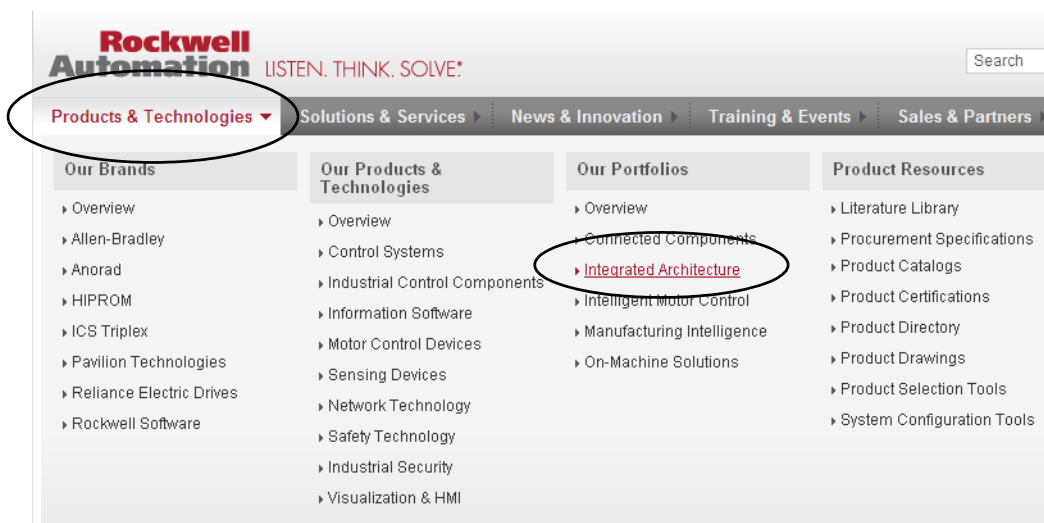 Rockwell
Automation LISTEN. THINK. SOLVE.®
Search
Products & Technologies Solutions & Services News & Innovation Training & Events Sales & Partners
Our Brands
Overview
Allen-Bradley
Anorad
HIPROM
ICS Triplex
Pavilion Technologies
Reliance Electric Drives
Rockwell Software
Our Products &
Technologies
Overview
Control Systems
Industrial Control Components
Information Software
Motor Control Devices
Sensing Devices
Network Technology
Safety Technology
Industrial Security
Visualization & HMI
Our Portfolios
Overview
Connected Components
Integrated Architecture
Intelligent Motor Control
Manufacturing Intelligence
On-Machine Solutions
Product Resources
Literature Library
Procurement Specifications
Product Catalogs
Product Certifications
Product Directory
Product Drawings
Product Selection Tools
System Configuration Tools